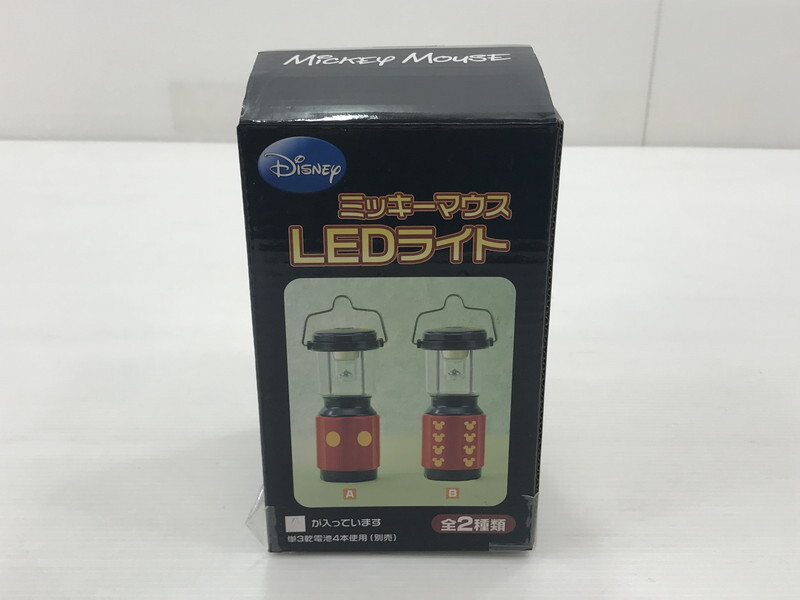 MICKEY MOUSE
DISNEY
ミッキーマウス
LEDライト
A
B
が入っています
全2種類
単3乾電池4本使用(別売)